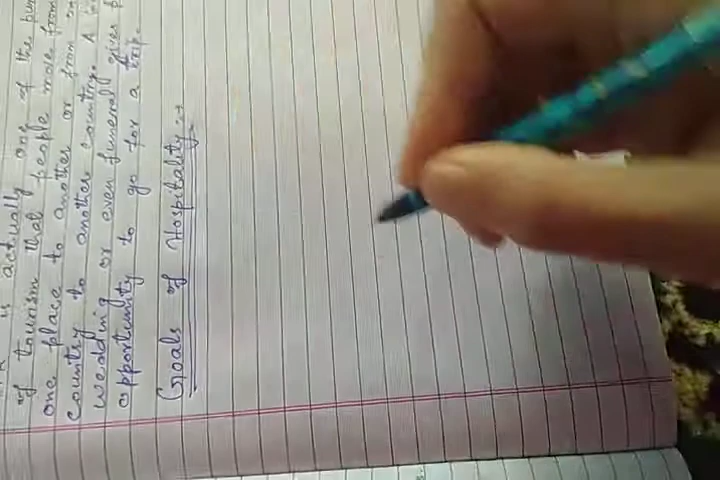 is actually one of the
of tourism that people move from
one place to another or from
country to another country. A
wedding or even funeral gives
opportunity to go for a trip.
Goals of Hospitality :-